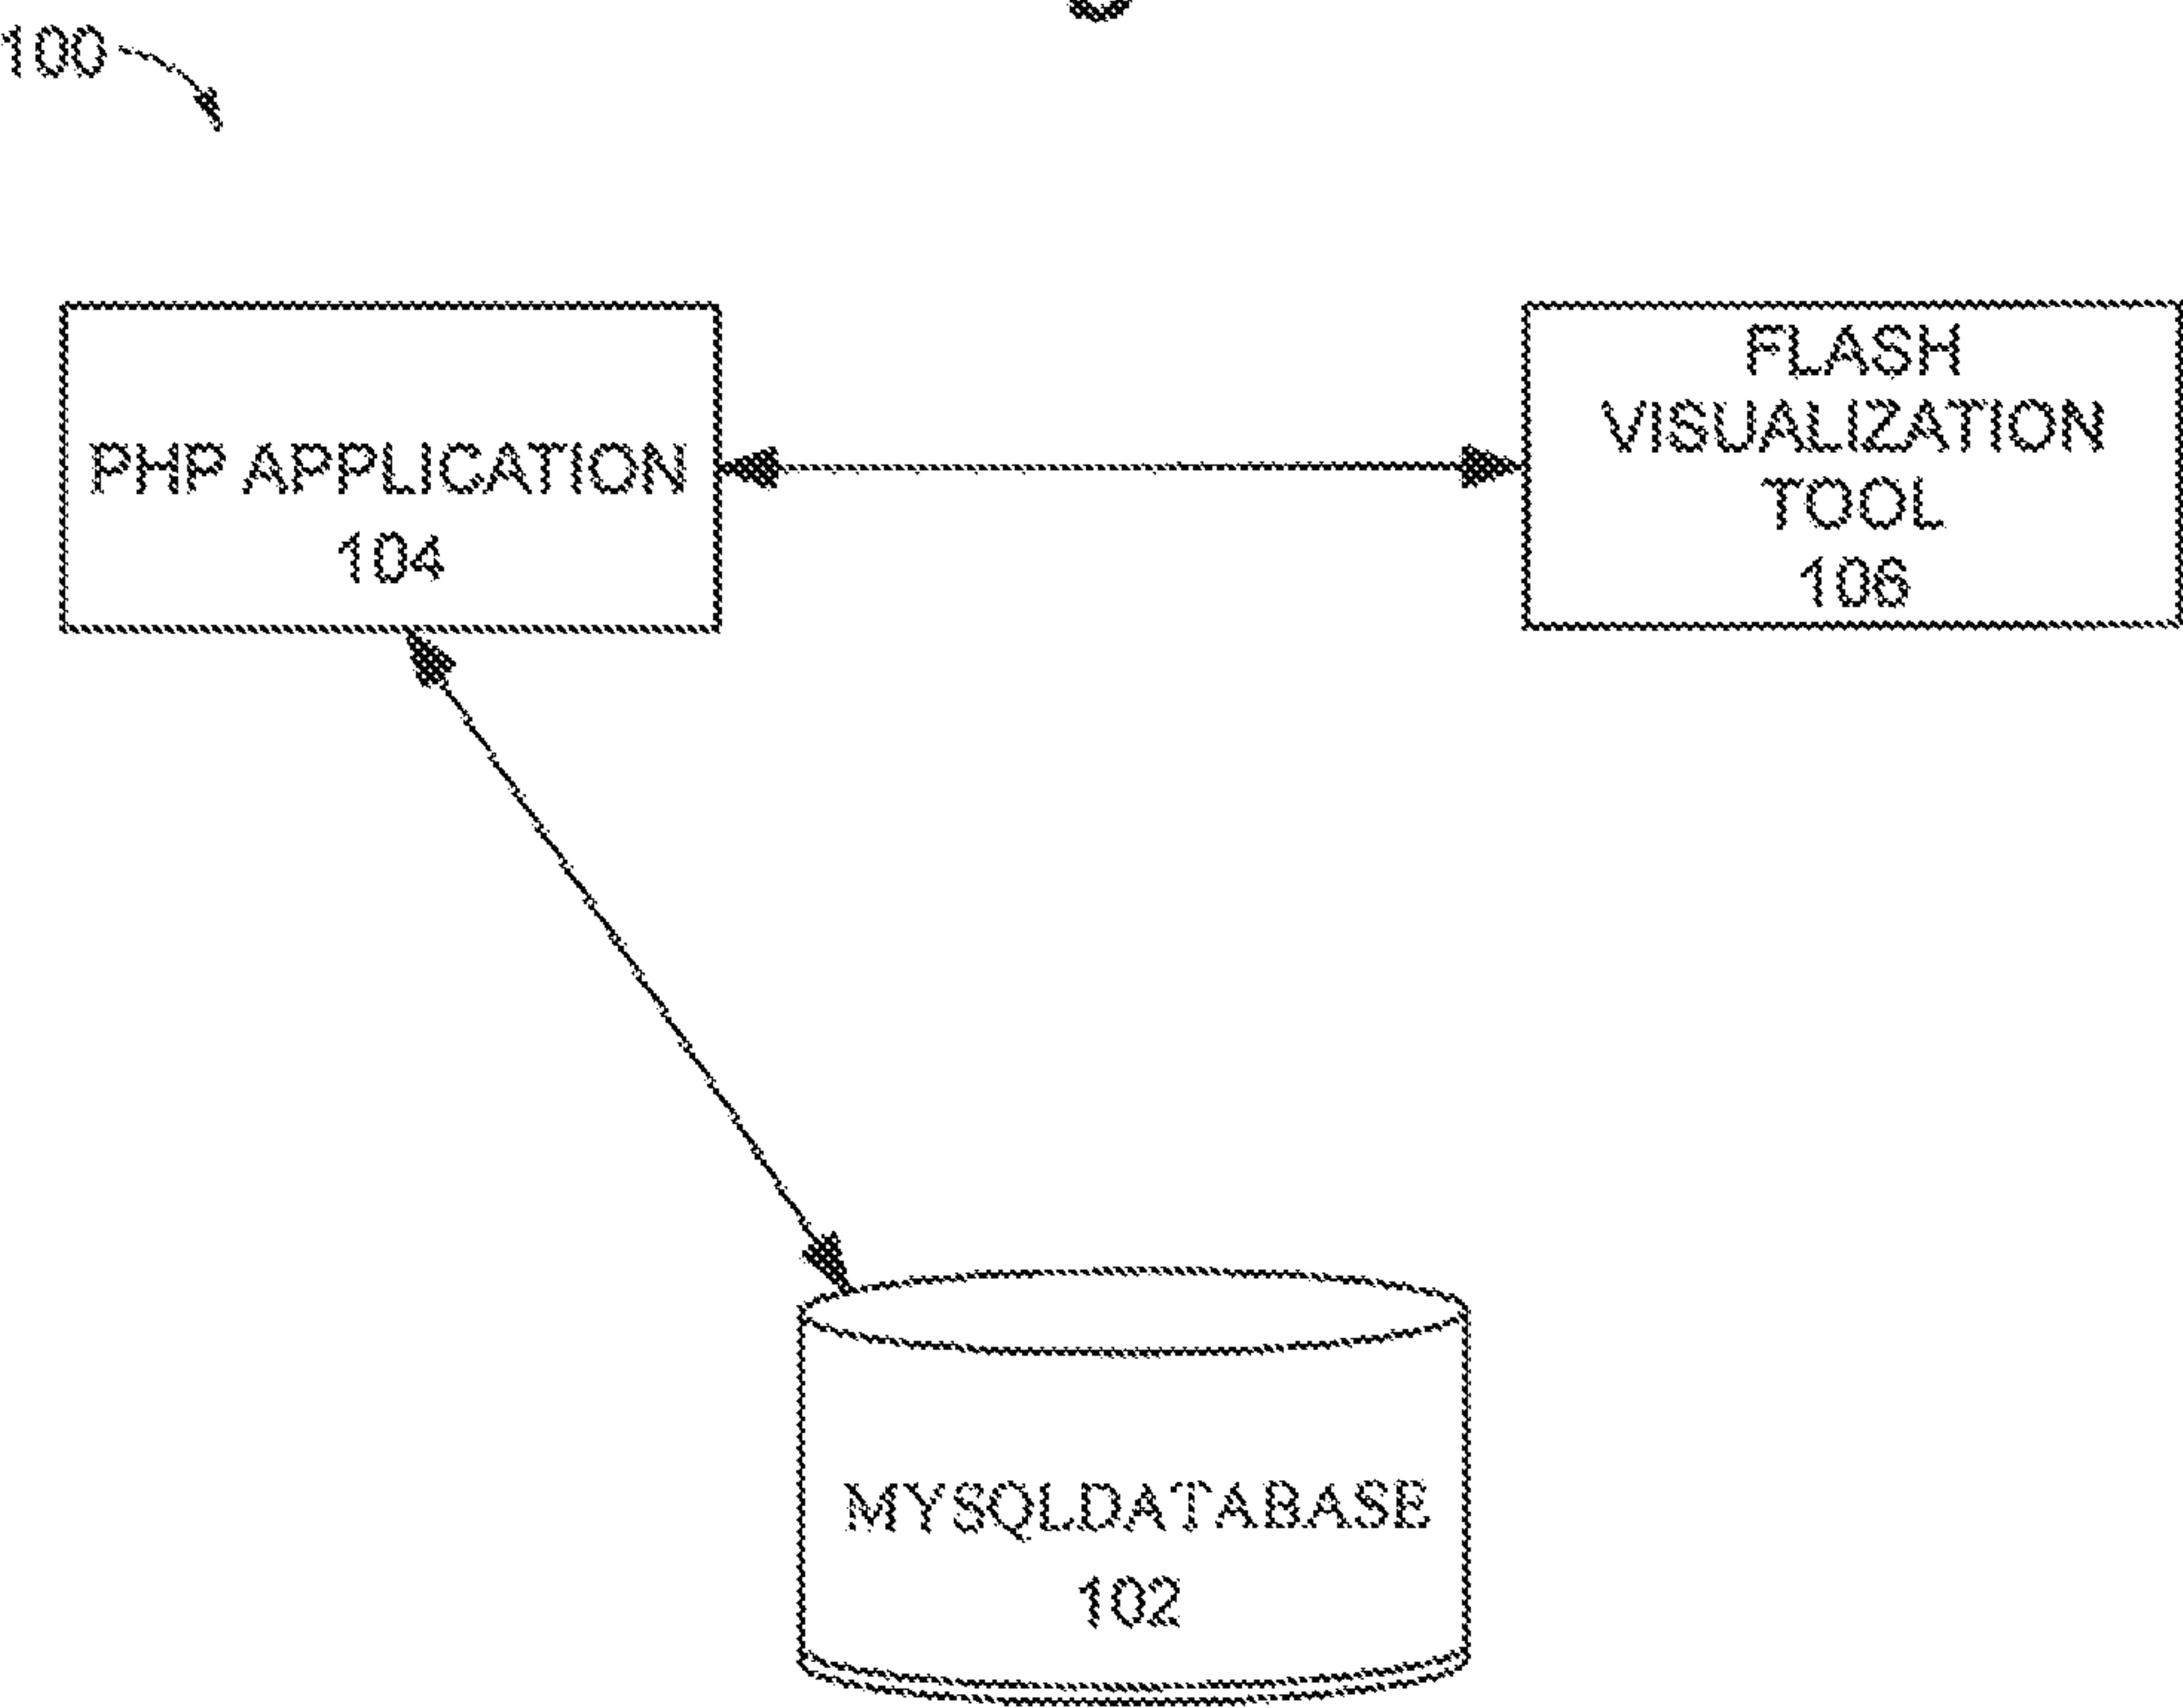 100
PHP APPLICATION
104
FLASH
VISUALIZATION
TOOL
106
MYSQLDATABASE
102